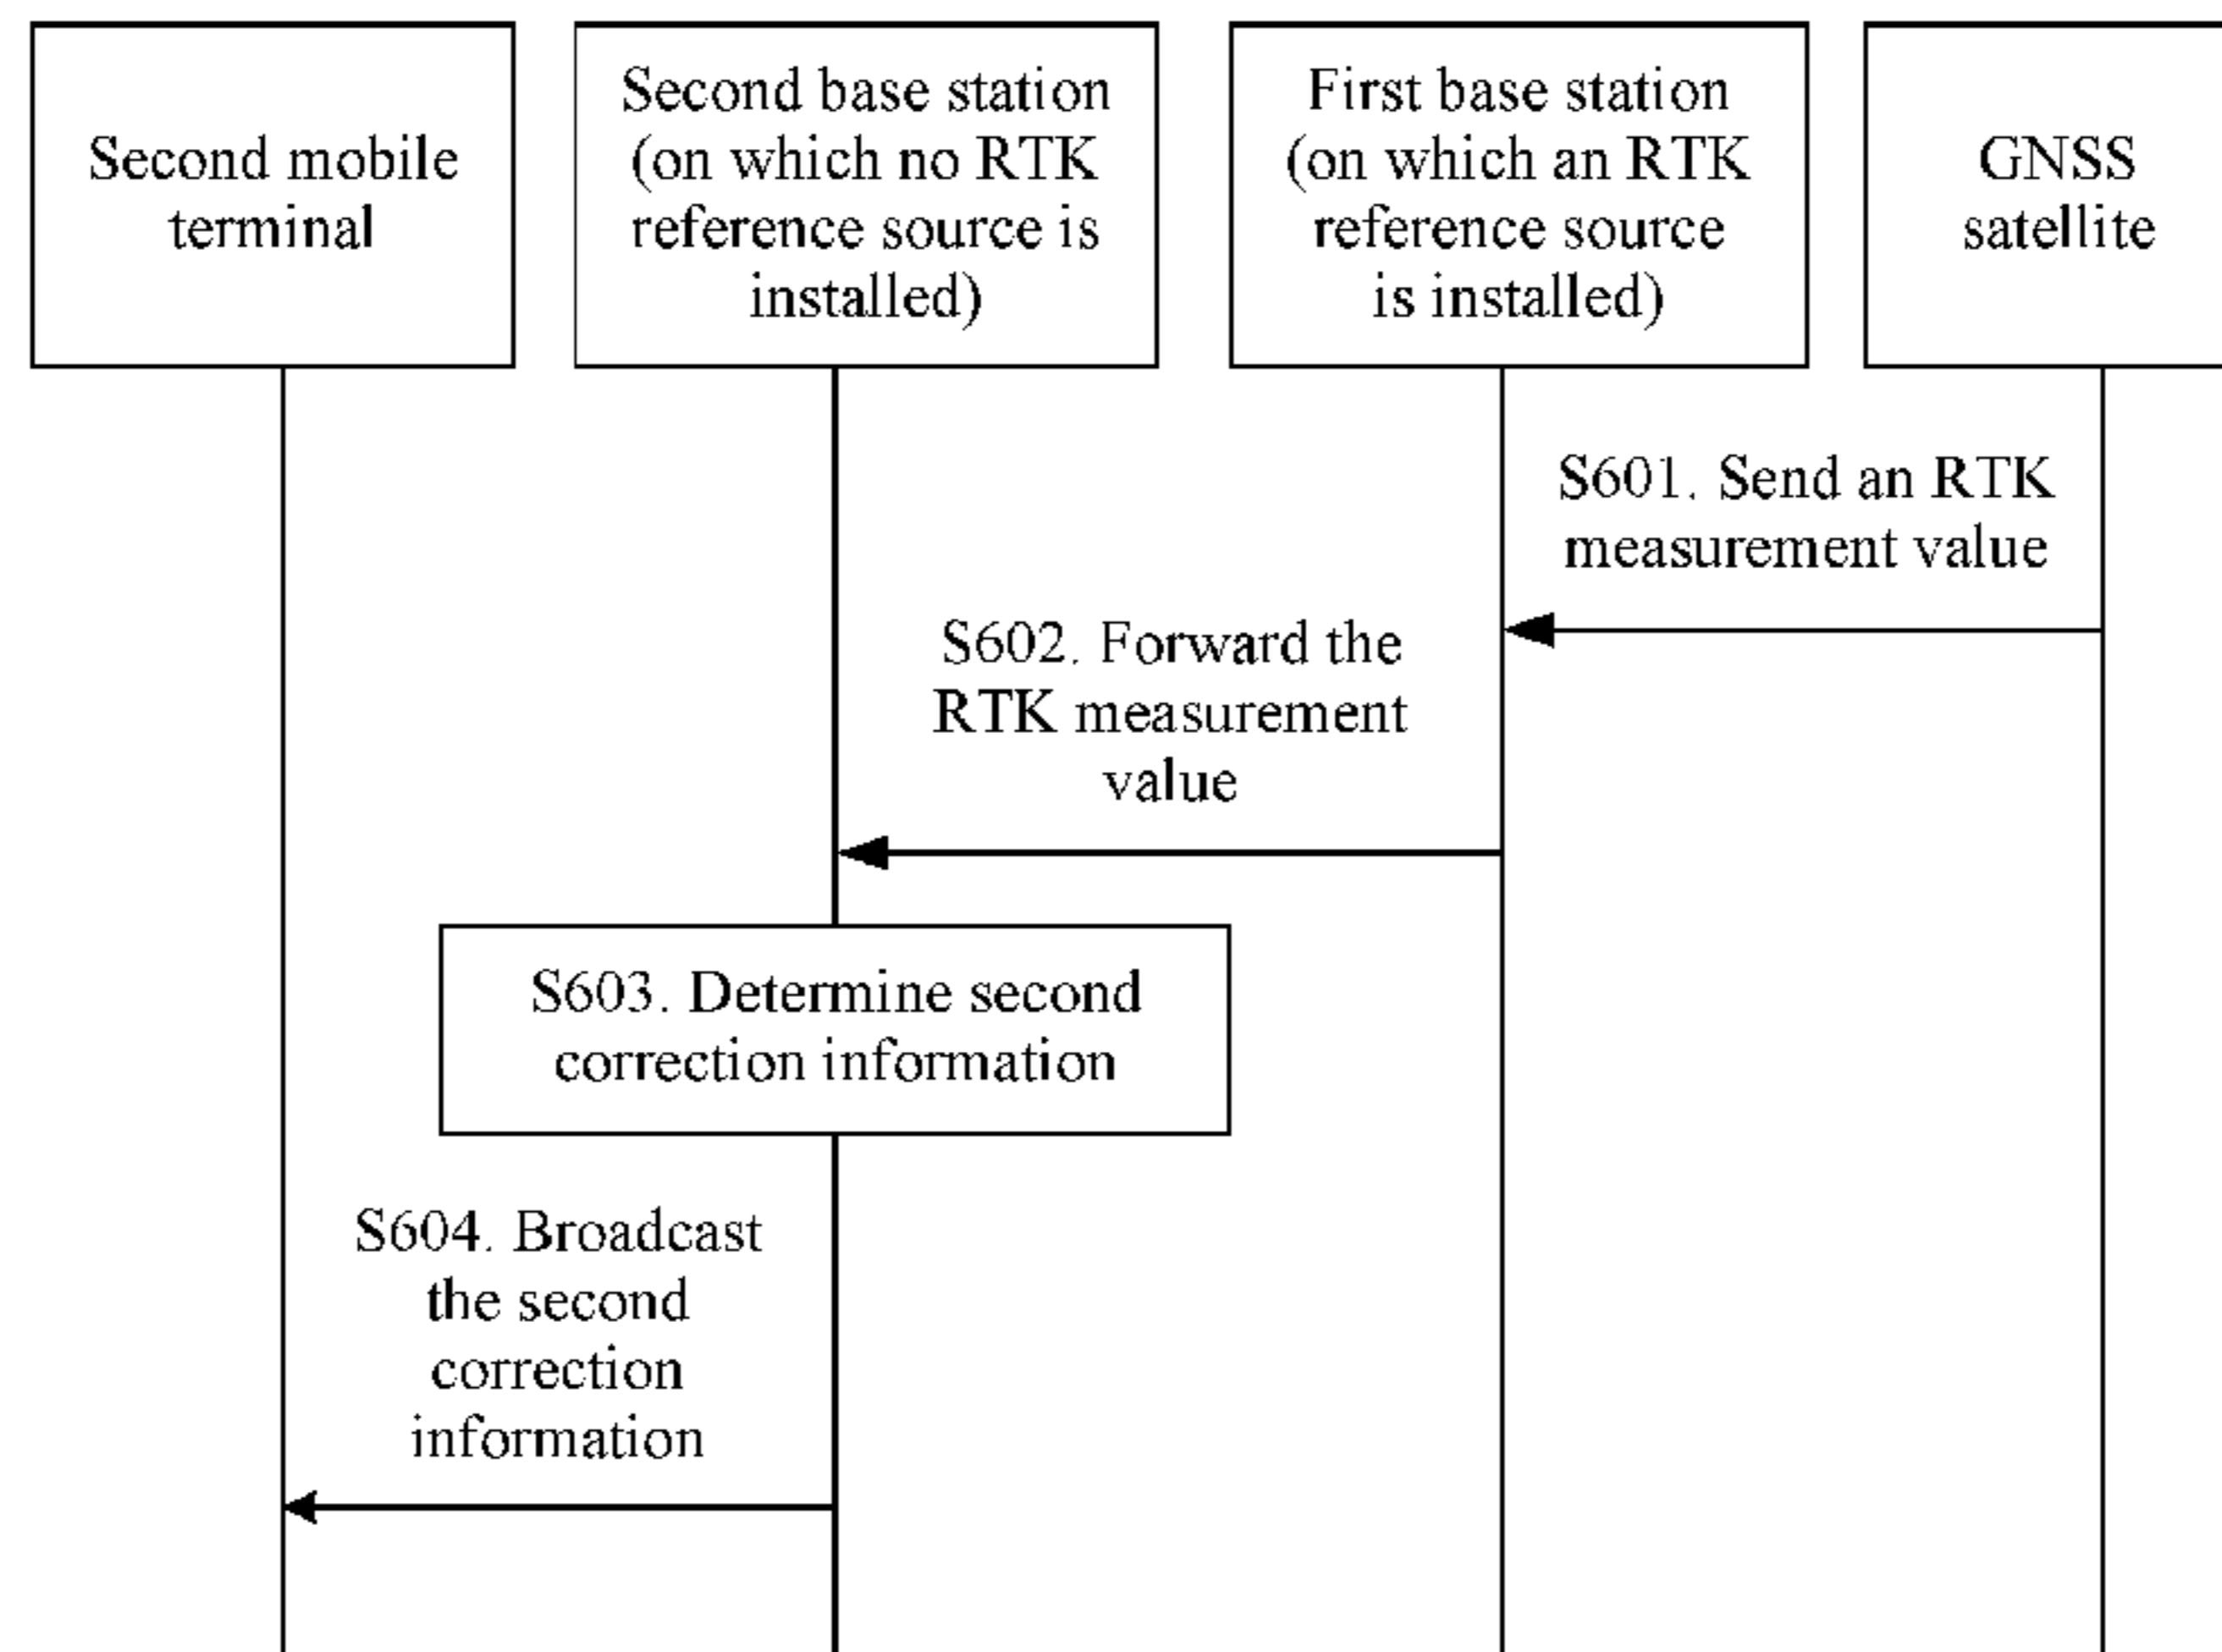 Second mobile
terminal
Second base station
(on which no RTK
reference source is
installed)
First base station
(on which an RTK
reference source
is installed)
GNSS
satellite
S601. Send an RTK
measurement value
S602. Forward the
RTK measurement
value
S603. Determine second
correction information
S604. Broadcast
the second
correction
information